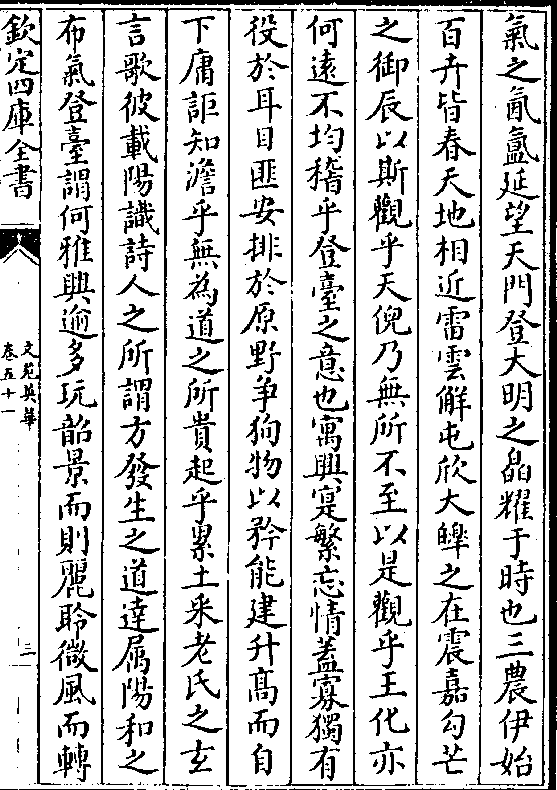 氣之氤氳延望天門登大明之晶耀于時也三農伊始
百卉皆春天地相近雷雲解屯欣大皥之在震嘉勾芒
之御辰以斯觀乎天倪乃無所不至以是觀乎王化亦
何遠不均稽乎登臺之意也寓興寔繁忘情蓋寡獨有
役於耳目匪安排於原野争狥物以矜能建升髙而自
下庸詎知澹乎無為道之所貴起乎累土釆老氏之玄
言歌彼載陽識詩人之所謂方發生之道達属陽和之
布氣登臺謂何雅興逾多玩韶景而則麗聆微風而轉
欽定四庫全書
文苑英華
卷五十一
三